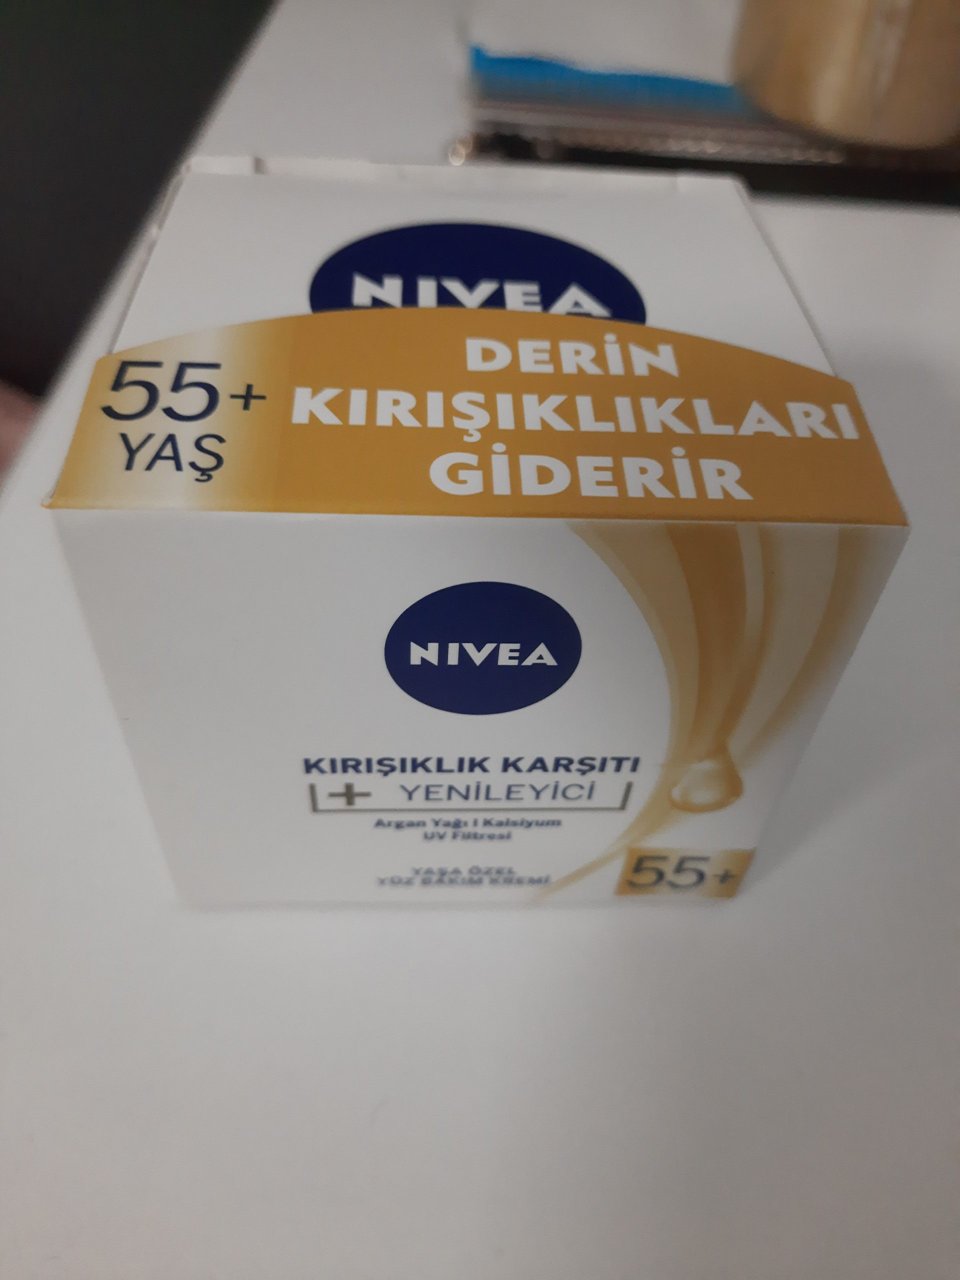 NIVEA
55+
YAŞ
DERİN
KIRIŞIKLIKLARI
GİDERİR
NIVEA
KIRIŞIKLIK KARŞITI
+ YENİLEYİCİ
Argan Yağı I Kalsiyum
UV Filtresi
YAŞA ÖZEL
YÜZ BAKIM KREMİ
55+